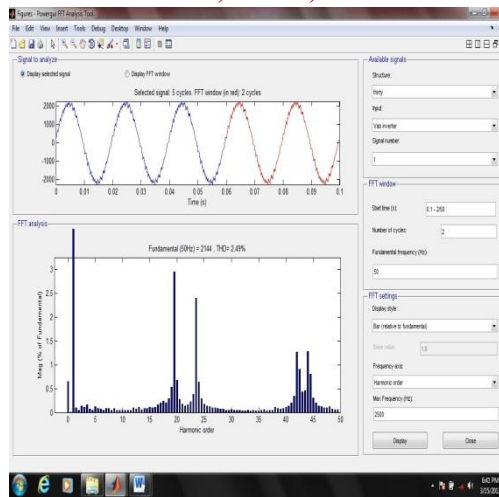 Figures - Powergui FFT Analysis Tool.
File Edit View Insert Tools Debug Desktop Window Help
Signal to analyze
Display selected signal Display FFT window
Selected signal: 5 cycles. FFT window (in red): 2 cycles
2000
1000
0
-1000
-2000
0 0.01 0.02 0.03 0.04 0.05 0.06 0.07 0.08 0.09 0.1
Time (s)
FFT analysis
Fundamental (50Hz) = 2144 , THD= 2.49%
Mag (% of Fundamental)
3
2.5
2
1.5
1
0.5
0
0 5 10 15 20 25 30 35 40 45 50
Harmonic order
Available signals
Structure :
thirty
Input :
Vab inverter
Signal number:
1
FFT window
Start time (s): 0.1 - 2/50
Number of cycles: 2
Fundamental frequency (Hz):
50
FFT settings
Display style :
Bar (relative to fundamental)
Base value: 1.0
Frequency axis:
Harmonic order
Max Frequency (Hz):
2500
Display Close
6:41 PM